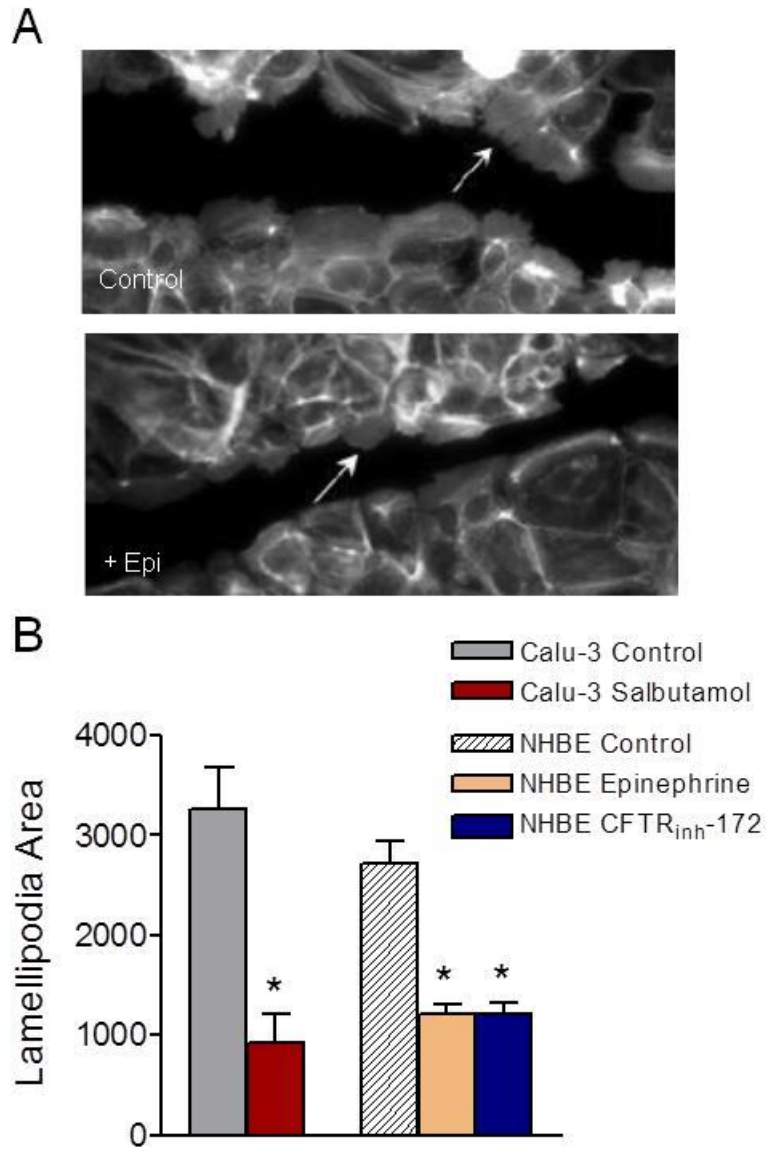 A
Control
+ Epi
B
Calu-3 Control
Calu-3 Salbutamol
NHBE Control
NHBE Epinephrine
NHBE CFTRinh-172
Lamellipodia Area
4000
3000
2000
1000
0
*
*
*